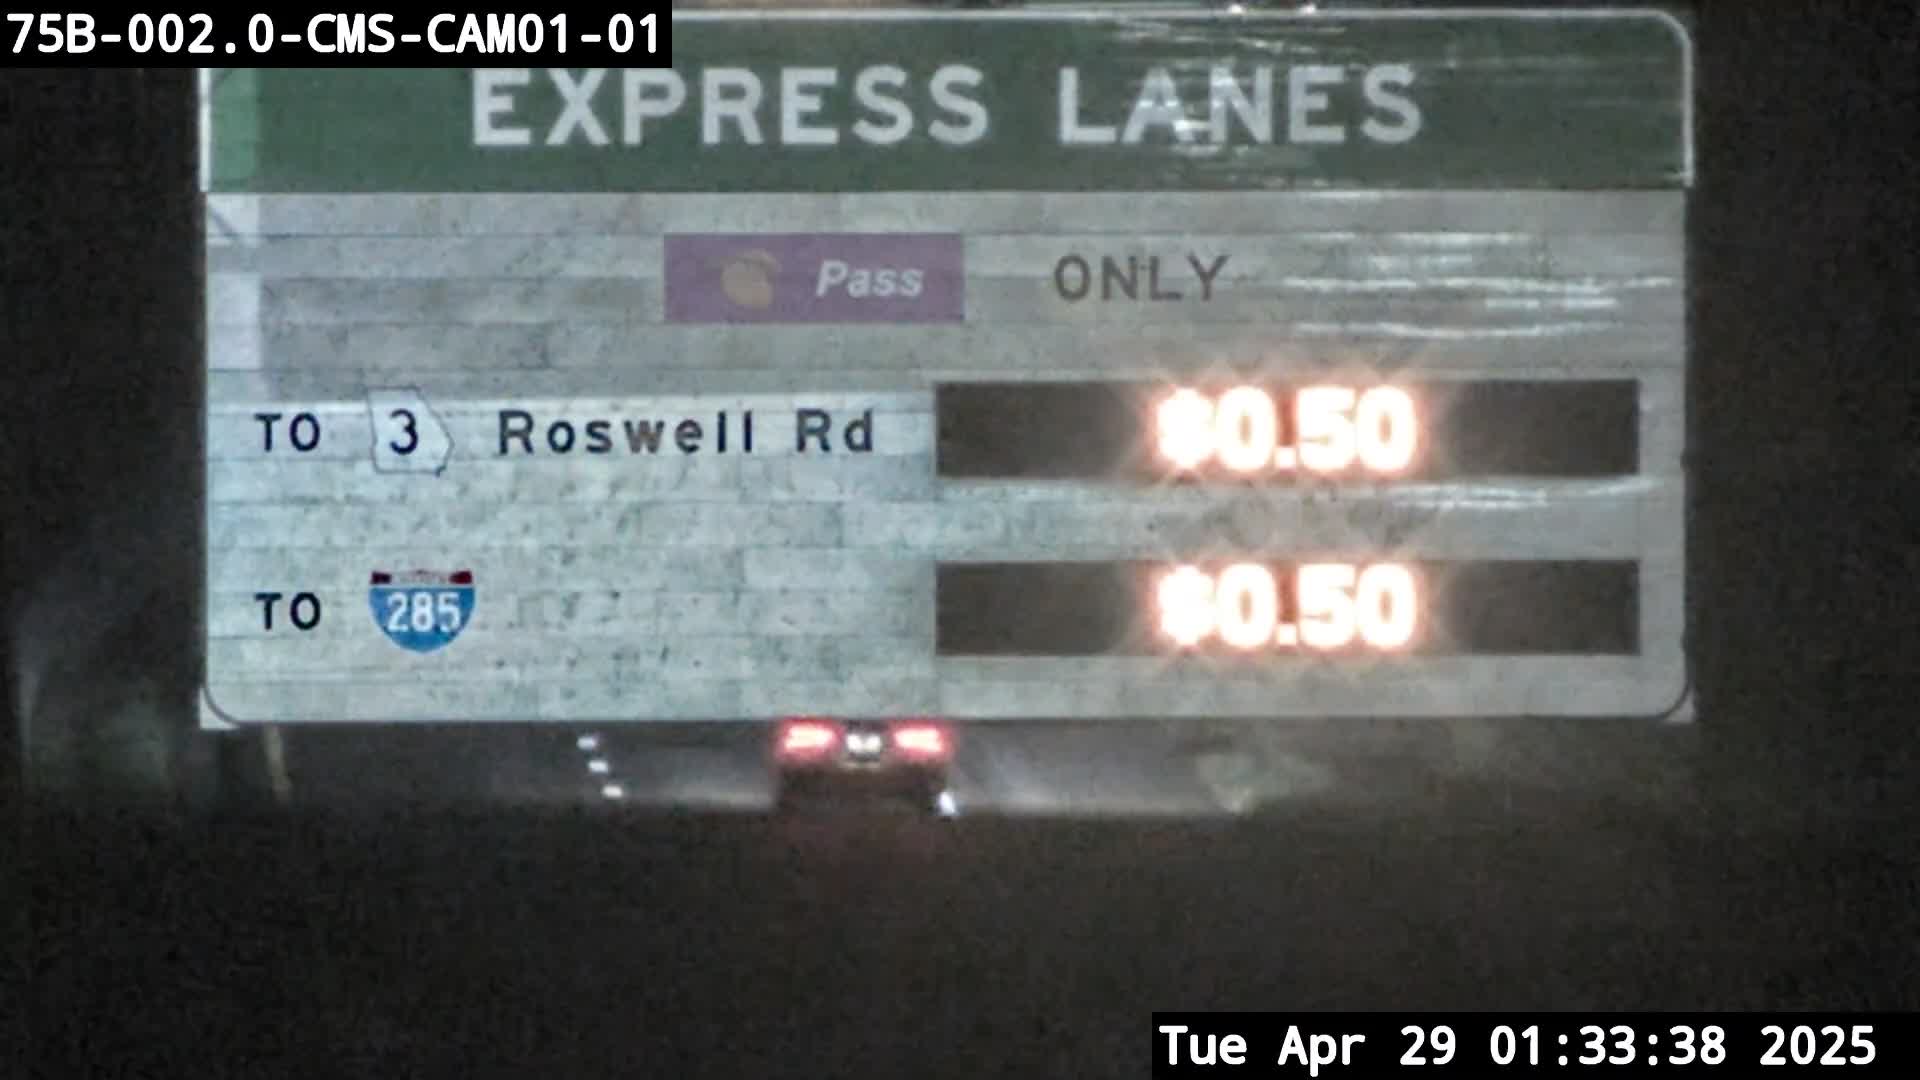 75B-002.0-CMS-CAM01-01
EXPRESS LANES
Pass ONLY
TO 3 Roswell Rd $0.50
TO 285 $0.50
Tue Apr 29 01:33:38 2025